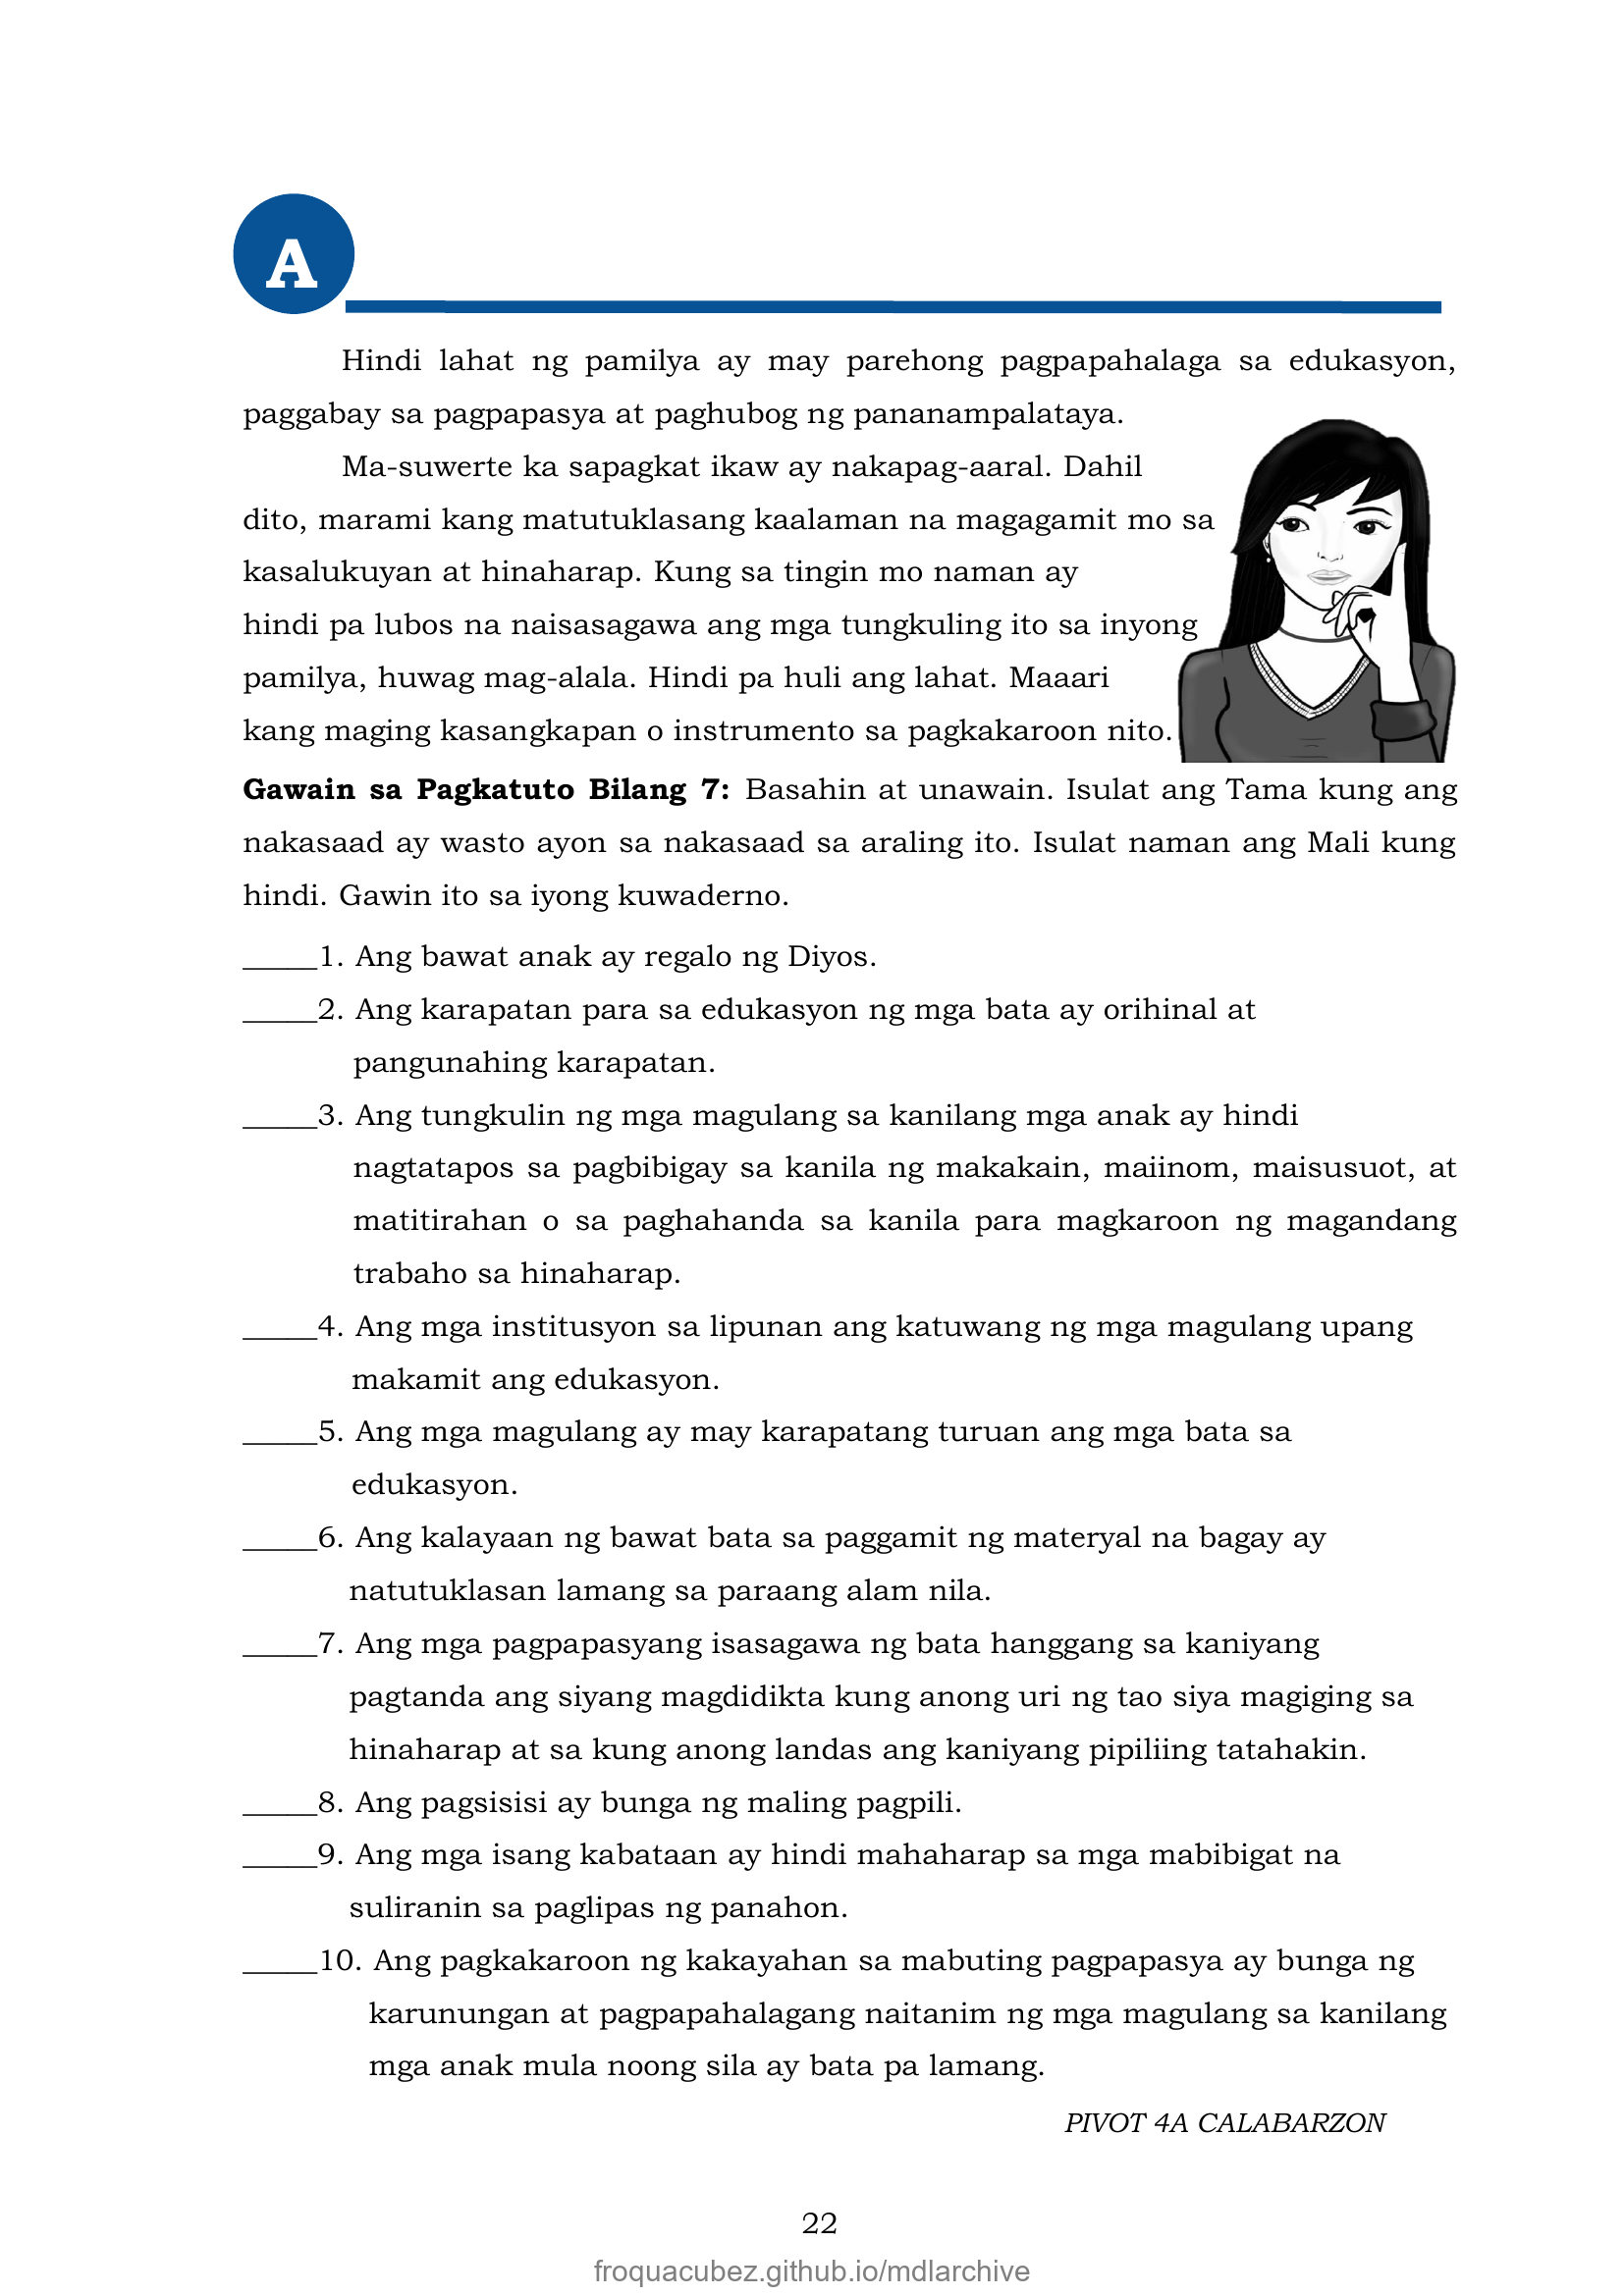 A
Hindi lahat ng pamilya ay may parehong pagpapahalaga sa edukasyon,
paggabay sa pagpapasya at paghubog ng pananampalataya.
Ma-suwerte ka sapagkat ikaw ay nakapag-aaral. Dahil
dito, marami kang matutuklasang kaalaman na magagamit mo sa
kasalukuyan at hinaharap. Kung sa tingin mo naman ay
hindi pa lubos na naisasagawa ang mga tungkuling ito sa inyong
pamilya, huwag mag-alala. Hindi pa huli ang lahat. Maaari
kang maging kasangkapan o instrumento sa pagkakaroon nito.
Gawain sa Pagkatuto Bilang 7: Basahin at unawain. Isulat ang Tama kung ang
nakasaad ay wasto ayon sa nakasaad sa araling ito. Isulat naman ang Mali kung
hindi. Gawin ito sa iyong kuwaderno.
_____1. Ang bawat anak ay regalo ng Diyos.
_____2. Ang karapatan para sa edukasyon ng mga bata ay orihinal at
pangunahing karapatan.
_____3. Ang tungkulin ng mga magulang sa kanilang mga anak ay hindi
nagtatapos sa pagbibigay sa kanila ng makakain, maiinom, maisusuot, at
matitirahan o sa paghahanda sa kanila para magkaroon ng magandang
trabaho sa hinaharap.
_____4. Ang mga institusyon sa lipunan ang katuwang ng mga magulang upang
makamit ang edukasyon.
_____5. Ang mga magulang ay may karapatang turuan ang mga bata sa
edukasyon.
_____6. Ang kalayaan ng bawat bata sa paggamit ng materyal na bagay ay
natutuklasan lamang sa paraang alam nila.
_____7. Ang mga pagpapasyang isasagawa ng bata hanggang sa kaniyang
pagtanda ang siyang magdidikta kung anong uri ng tao siya magiging sa
hinaharap at sa kung anong landas ang kaniyang pipiliing tatahakin.
_____8. Ang pagsisisi ay bunga ng maling pagpili.
_____9. Ang mga isang kabataan ay hindi mahaharap sa mga mabibigat na
suliranin sa paglipas ng panahon.
_____10. Ang pagkakaroon ng kakayahan sa mabuting pagpapasya ay bunga ng
karunungan at pagpapahalagang naitanim ng mga magulang sa kanilang
mga anak mula noong sila ay bata pa lamang.
PIVOT 4A CALABARZON
22
froquacubez.github.io/mdlarchive